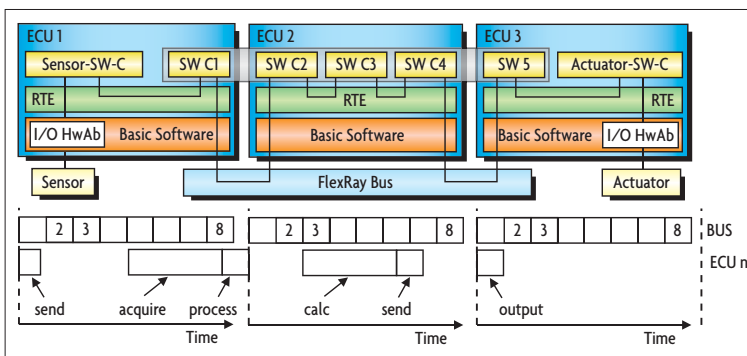 ECU 1
ECU 2
ECU 3
Sensor-SW-C
SW C1
SW C2
SW C3
SW C4
SW 5
Actuator-SW-C
RTE
RTE
RTE
I/O HwAb
Basic Software
Basic Software
Basic Software
I/O HwAb
Sensor
FlexRay Bus
Actuator
2 3 8
2 3 8
2 3 8
BUS
ECU n
send
acquire
process
calc
send
output
Time
Time
Time